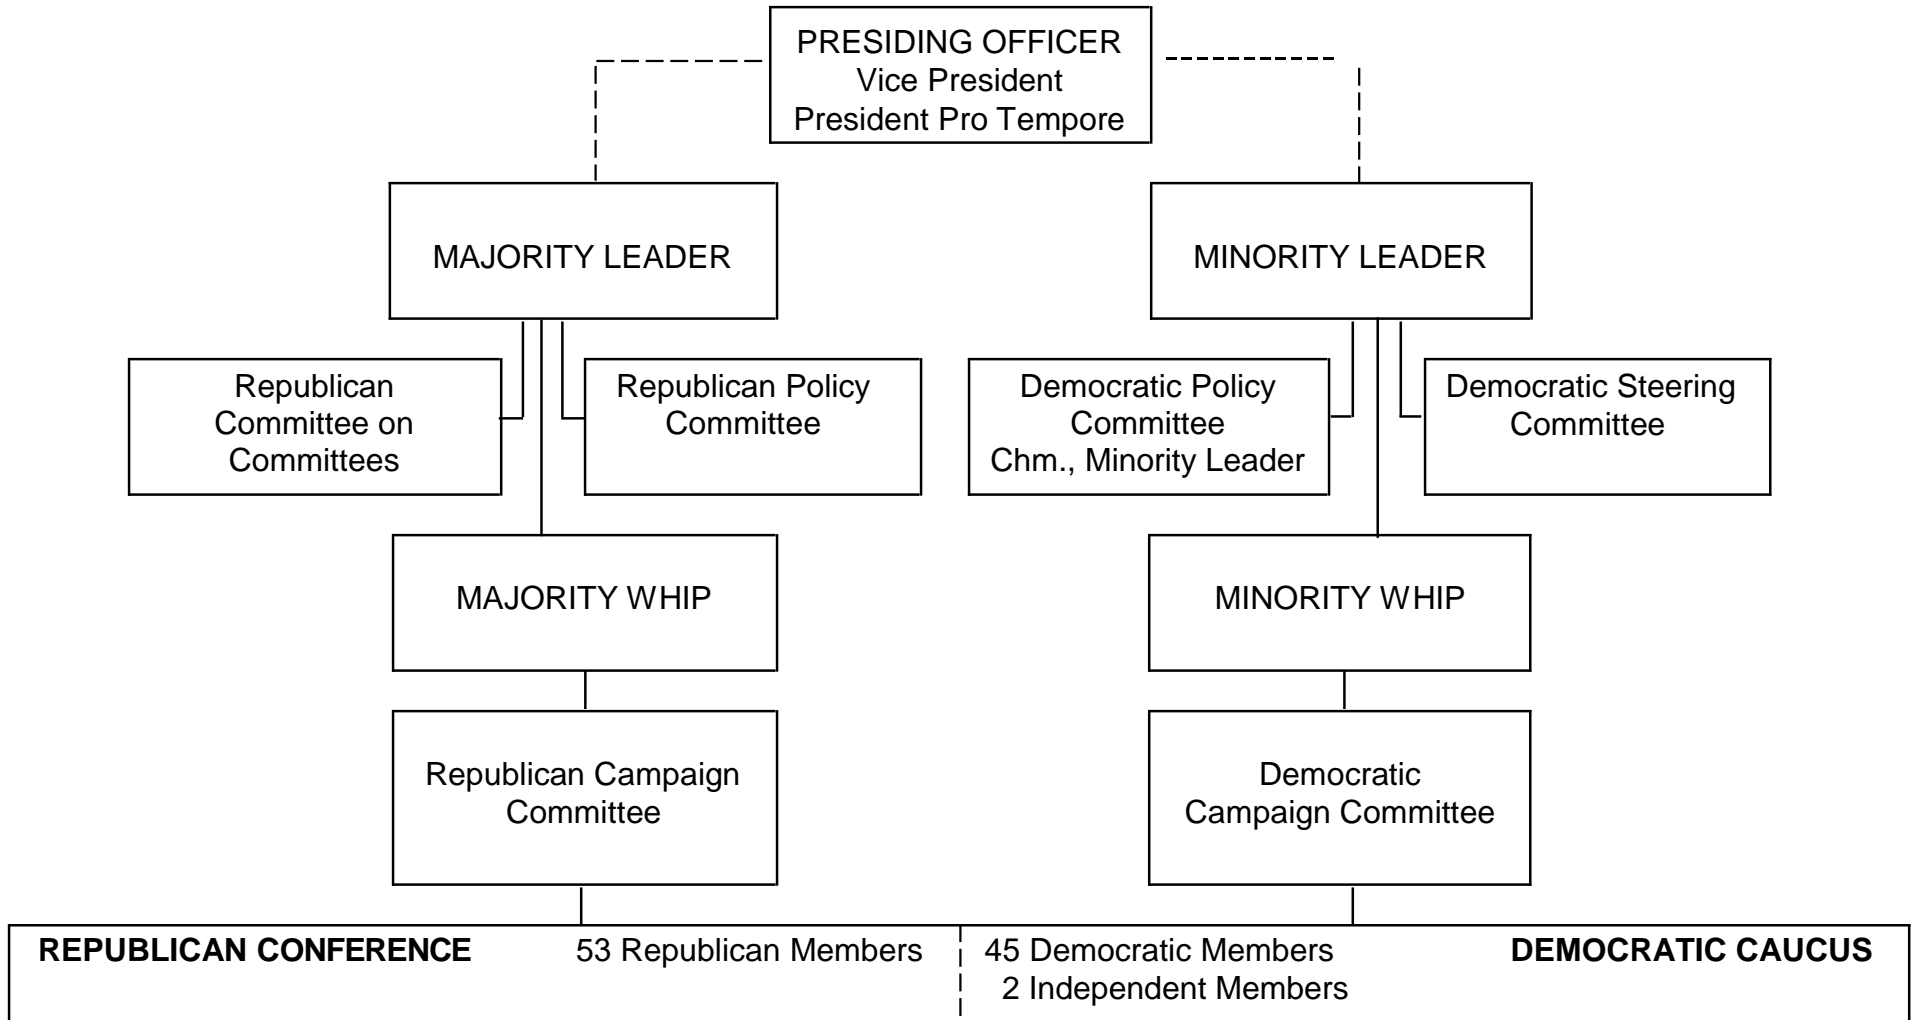 PRESIDING OFFICER
Vice President
President Pro Tempore
MAJORITY LEADER
MINORITY LEADER
Republican
Committee on
Committees
Republican Policy
Committee
Democratic Policy
Committee
Chm., Minority Leader
Democratic Steering
Committee
MAJORITY WHIP
MINORITY WHIP
Republican Campaign
Committee
Democratic
Campaign Committee
REPUBLICAN CONFERENCE
53 Republican Members
45 Democratic Members
2 Independent Members
DEMOCRATIC CAUCUS